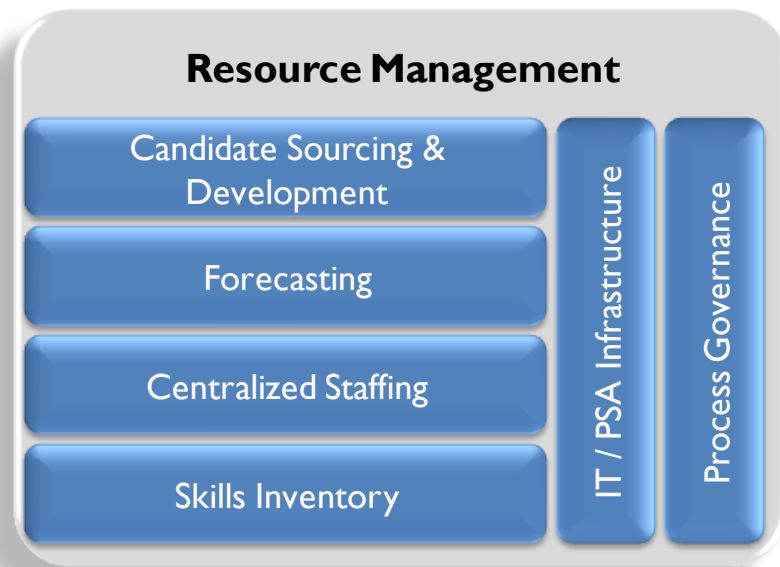 Resource Management
Candidate Sourcing &
Development
Forecasting
Centralized Staffing
Skills Inventory
IT / PSA Infrastructure
Process Governance